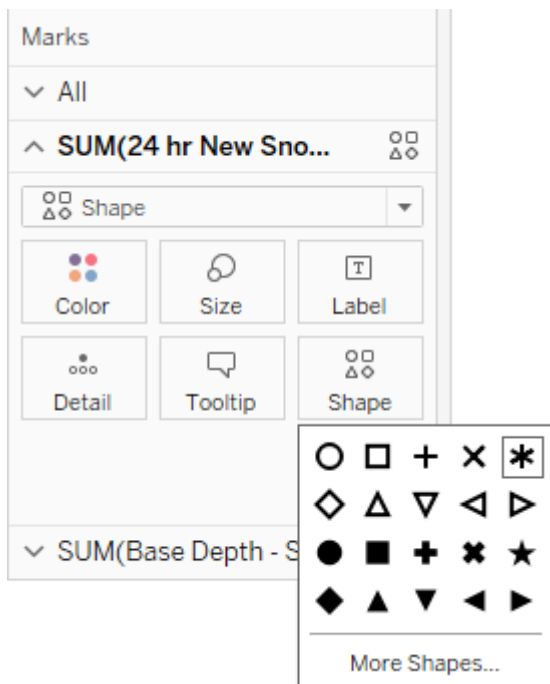 Marks
All
SUM(24 hr New Sno...
Shape
Color Size Label
Detail Tooltip Shape
SUM(Base Depth - S
More Shapes...